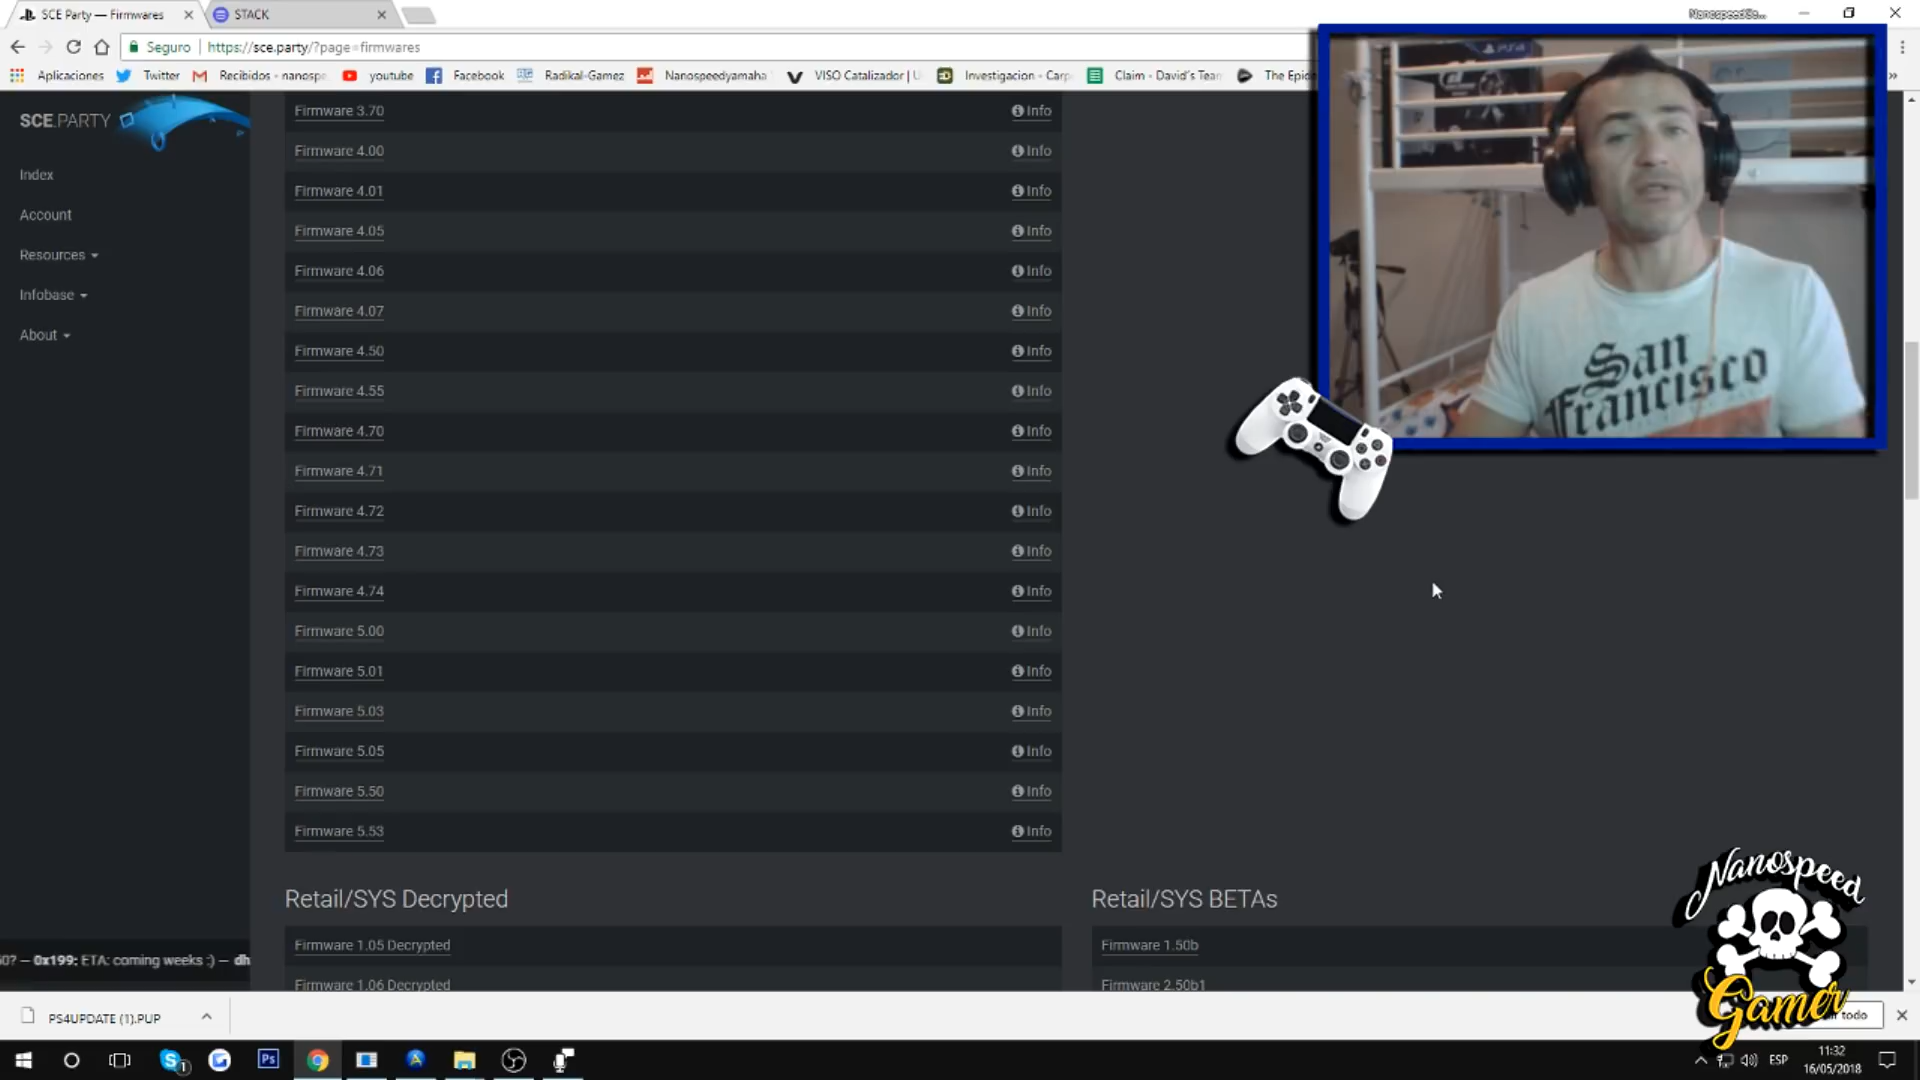 SCE Party — Firmwares
STACK
Seguro
https://sce.party/?page=firmwares
Aplicaciones
Twitter
Recibidos - nanospe
youtube
Facebook
Radikal-Gamez
Nanospeedyamaha
VISO Catalizador | U
Investigacion - Carp
Claim - David's Tean
The Epic
SCE.PARTY
Index
Account
Resources
Infobase
About
Firmware 3.70 Info
Firmware 4.00 Info
Firmware 4.01 Info
Firmware 4.05 Info
Firmware 4.06 Info
Firmware 4.07 Info
Firmware 4.50 Info
Firmware 4.55 Info
Firmware 4.70 Info
Firmware 4.71 Info
Firmware 4.72 Info
Firmware 4.73 Info
Firmware 4.74 Info
Firmware 5.00 Info
Firmware 5.01 Info
Firmware 5.03 Info
Firmware 5.05 Info
Firmware 5.50 Info
Firmware 5.53 Info
PS4
San
Francisco
Retail/SYS Decrypted
Firmware 1.05 Decrypted
Firmware 1.06 Decrypted
Retail/SYS BETAs
Firmware 1.50b
Firmware 2.50b1
Nanospeed
Gamer
0? — 0x199: ETA: coming weeks :) — dh
PS4UPDATE (1).PUP
todo
ESP
11:32
16/05/2018